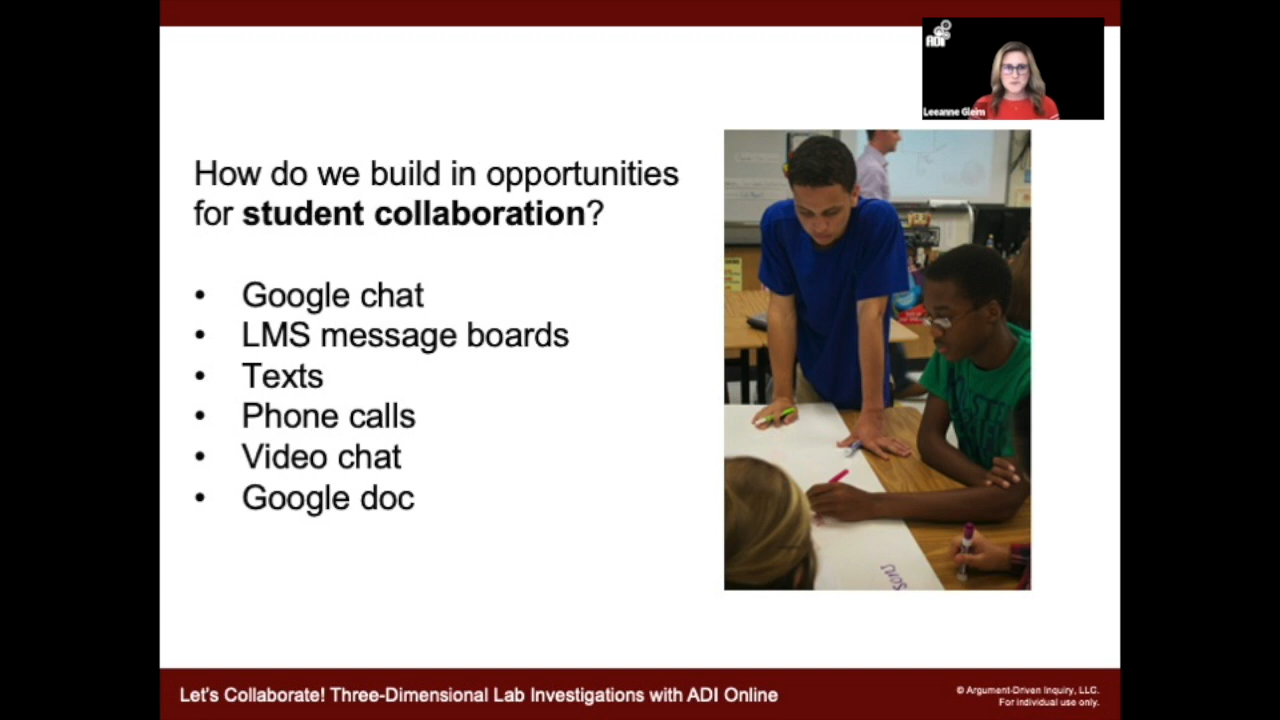 ADI
Leeanne Gleim
How do we build in opportunities
for student collaboration?
• Google chat
• LMS message boards
• Texts
• Phone calls
• Video chat
• Google doc
Let's Collaborate! Three-Dimensional Lab Investigations with ADI Online
© Argument-Driven Inquiry, LLC.
For individual use only.